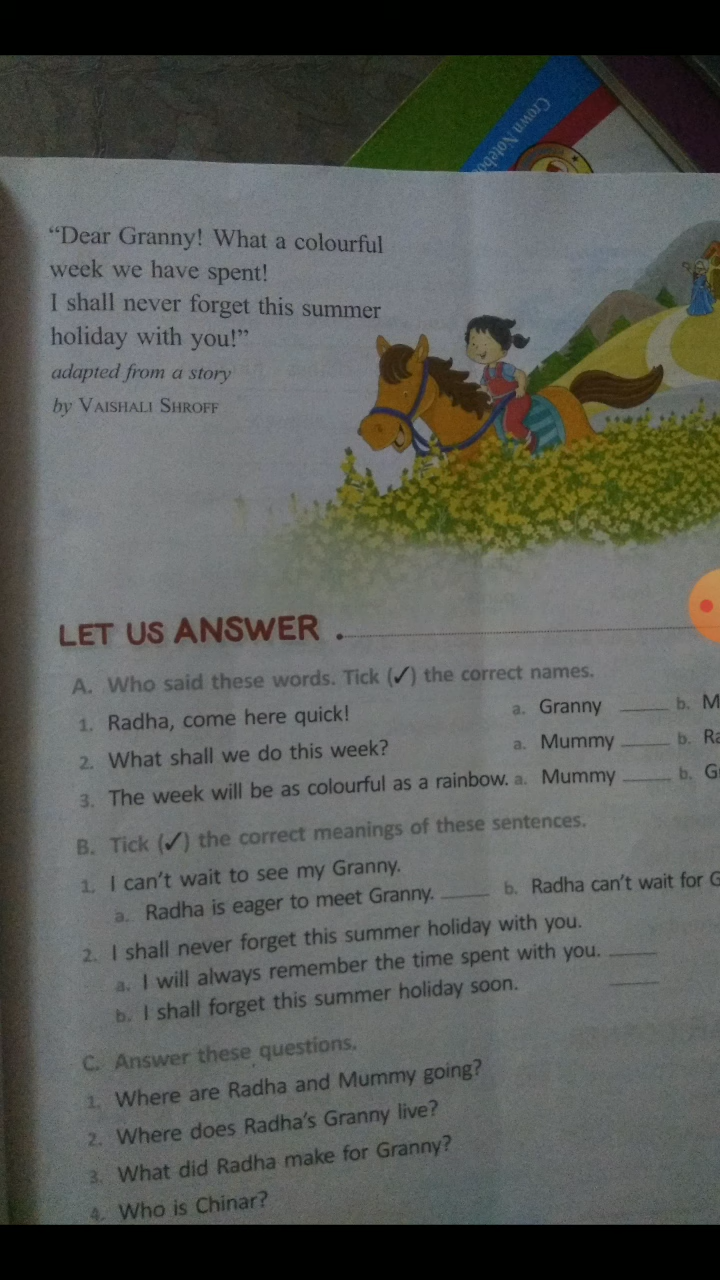 Crown Notebo
“Dear Granny! What a colourful
week we have spent!
I shall never forget this summer
holiday with you!”
adapted from a story
by VAISHALI SHROFF
LET US ANSWER
A. Who said these words. Tick (✓) the correct names.
1. Radha, come here quick! a. Granny _____ b. M
2. What shall we do this week? a. Mummy _____ b. Ra
3. The week will be as colourful as a rainbow. a. Mummy _____ b. G
B. Tick (✓) the correct meanings of these sentences.
1. I can't wait to see my Granny.
a. Radha is eager to meet Granny. _____ b. Radha can't wait for G
2. I shall never forget this summer holiday with you.
a. I will always remember the time spent with you. _____
b. I shall forget this summer holiday soon. _____
C. Answer these questions.
1. Where are Radha and Mummy going?
2. Where does Radha's Granny live?
3. What did Radha make for Granny?
4. Who is Chinar?